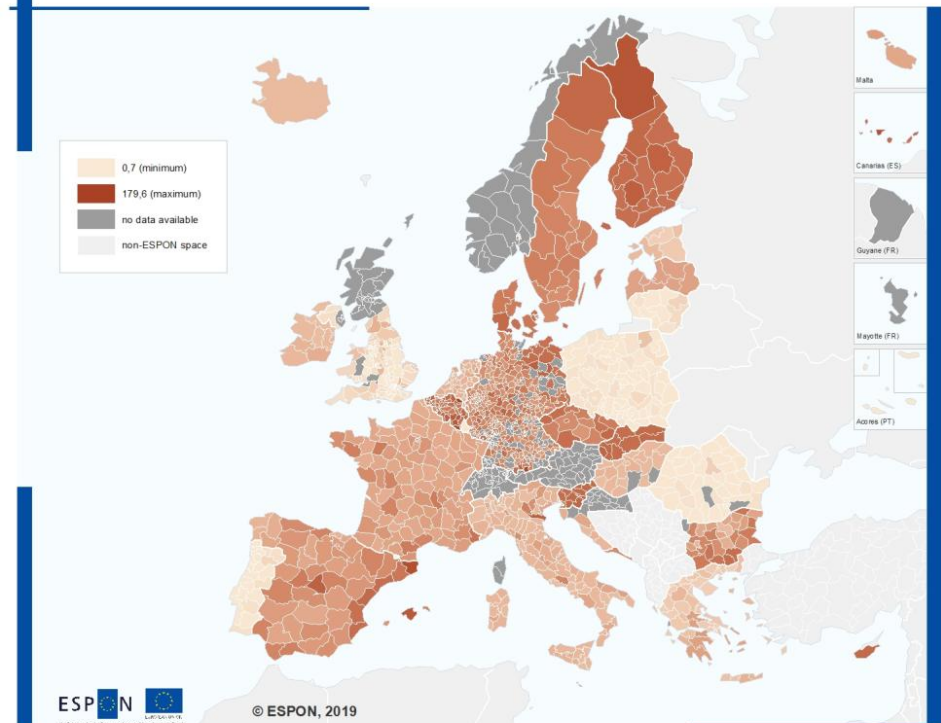 0,7 (minimum)
179,6 (maximum)
no data available
non-ESPON space
Malta
Canarias (ES)
Guyane (FR)
Mayotte (FR)
Acores (PT)
ESPON
© ESPON, 2019